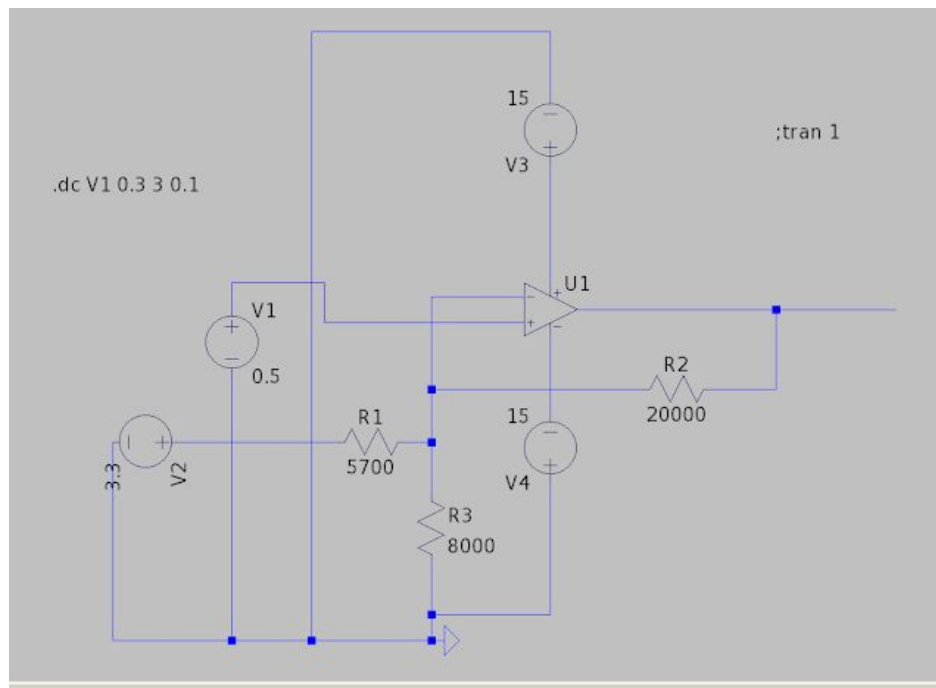 15
;tran 1
V3
.dc V1 0.3 3 0.1
U1
V1
0.5
R2
20000
15
R1
5700
V4
3.3
V2
R3
8000